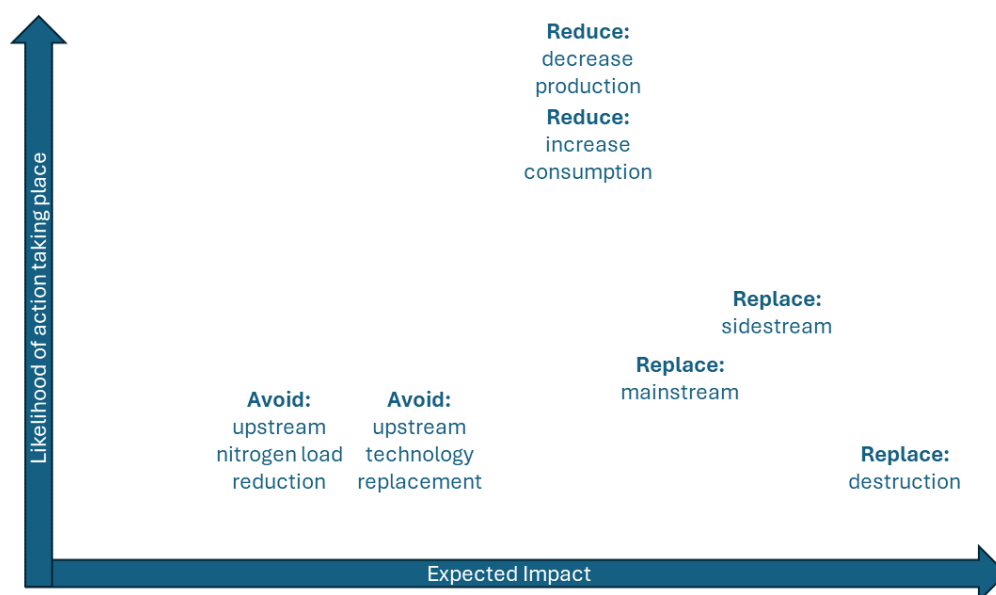 Likelihood of action taking place
Reduce:
decrease
production
Reduce:
increase
consumption
Replace:
sidestream
Replace:
mainstream
Avoid:
upstream
nitrogen load
reduction
Avoid:
upstream
technology
replacement
Replace:
destruction
Expected Impact